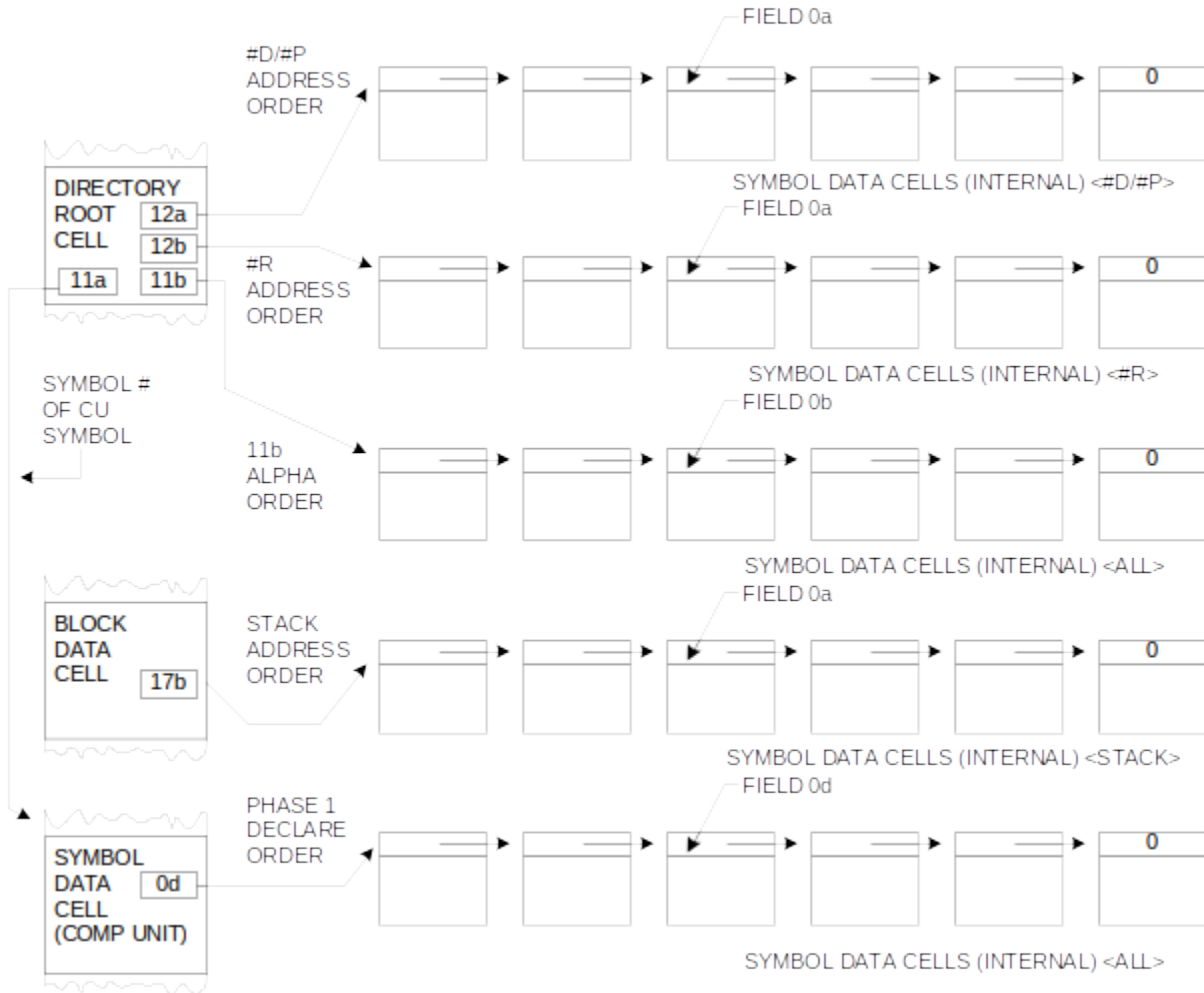 FIELD 0a
#D/#P
ADDRESS
ORDER
0
SYMBOL DATA CELLS (INTERNAL) <#D/#P>
DIRECTORY
ROOT 12a
CELL 12b
11a 11b
FIELD 0a
#R
ADDRESS
ORDER
0
SYMBOL DATA CELLS (INTERNAL) <#R>
SYMBOL #
OF CU
SYMBOL
FIELD 0b
11b
ALPHA
ORDER
0
SYMBOL DATA CELLS (INTERNAL) <ALL>
BLOCK
DATA
CELL 17b
FIELD 0a
STACK
ADDRESS
ORDER
0
SYMBOL DATA CELLS (INTERNAL) <STACK>
FIELD 0d
PHASE 1
DECLARE
ORDER
0
SYMBOL
DATA 0d
CELL
(COMP UNIT)
SYMBOL DATA CELLS (INTERNAL) <ALL>